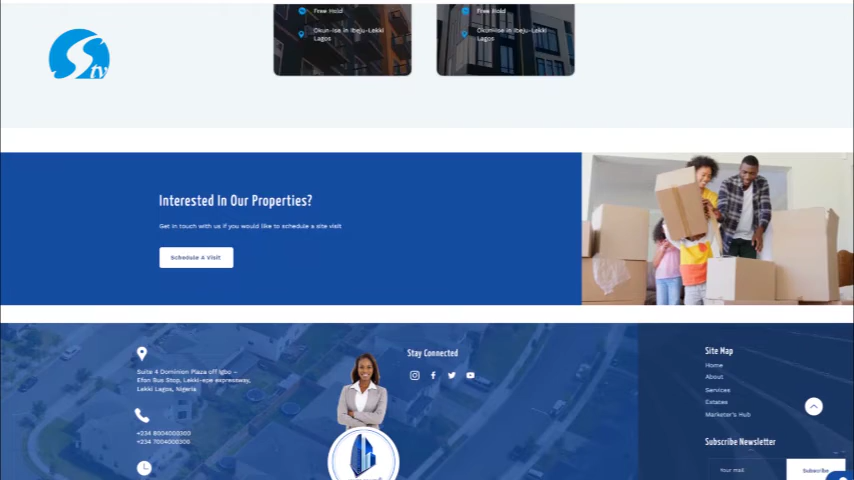 Free Hold
Okun-Ise in Ibeju-Lekki
Lagos
Free Hold
Okun-Ise in Ibeju-Lekki
Lagos
S tv
Interested In Our Properties?
Get in touch with us if you would like to schedule a site visit
Schedule A Visit
Suite 4 Dominion Plaza off Igbo –
Efon Bus Stop, Lekki-epe expressway,
Lekki Lagos, Nigeria
+234 8004000300
+234 7004000300
Stay Connected
Site Map
Home
About
Services
Estates
Marketer's Hub
Subscribe Newsletter
Your mail
Subscribe